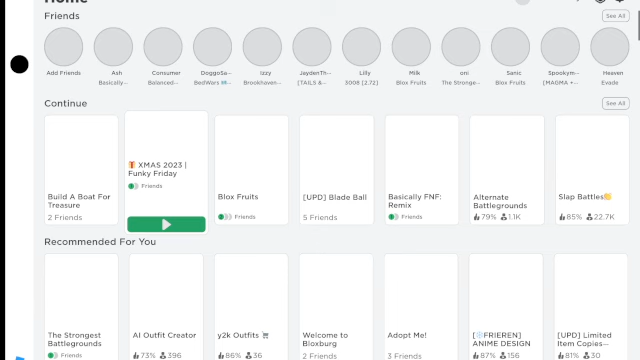 Home
Friends
See All
Add Friends
Ash
Basically--
Consumer
Balanced--
DoggoSa--
BedWars
Izzy
Brookhaven--
JaydenTh--
[TAILS &--
Lilly
3008 [2.72]
Milk
Blox Fruits
oni
The Stronge--
Sanic
Blox Fruits
Spookym--
[MAGMA +--
Heaven
Evade
Continue
See All
Build A Boat For
Treasure
2 Friends
🎁 XMAS 2023 |
Funky Friday
Friends
Blox Fruits
Friends
[UPD] Blade Ball
5 Friends
Basically FNF:
Remix
Friends
Alternate
Battlegrounds
79% 1.1K
Slap Battles👏
85% 22.7K
Recommended For You
The Strongest
Battlegrounds
Friends
AI Outfit Creator
73% 396
y2k Outfits 🛒
86% 36
Welcome to
Bloxburg
2 Friends
Adopt Me!
3 Friends
[❄️FRIEREN]
ANIME DESIGN
87% 156
[UPD] Limited
Item Copies--
81% 30